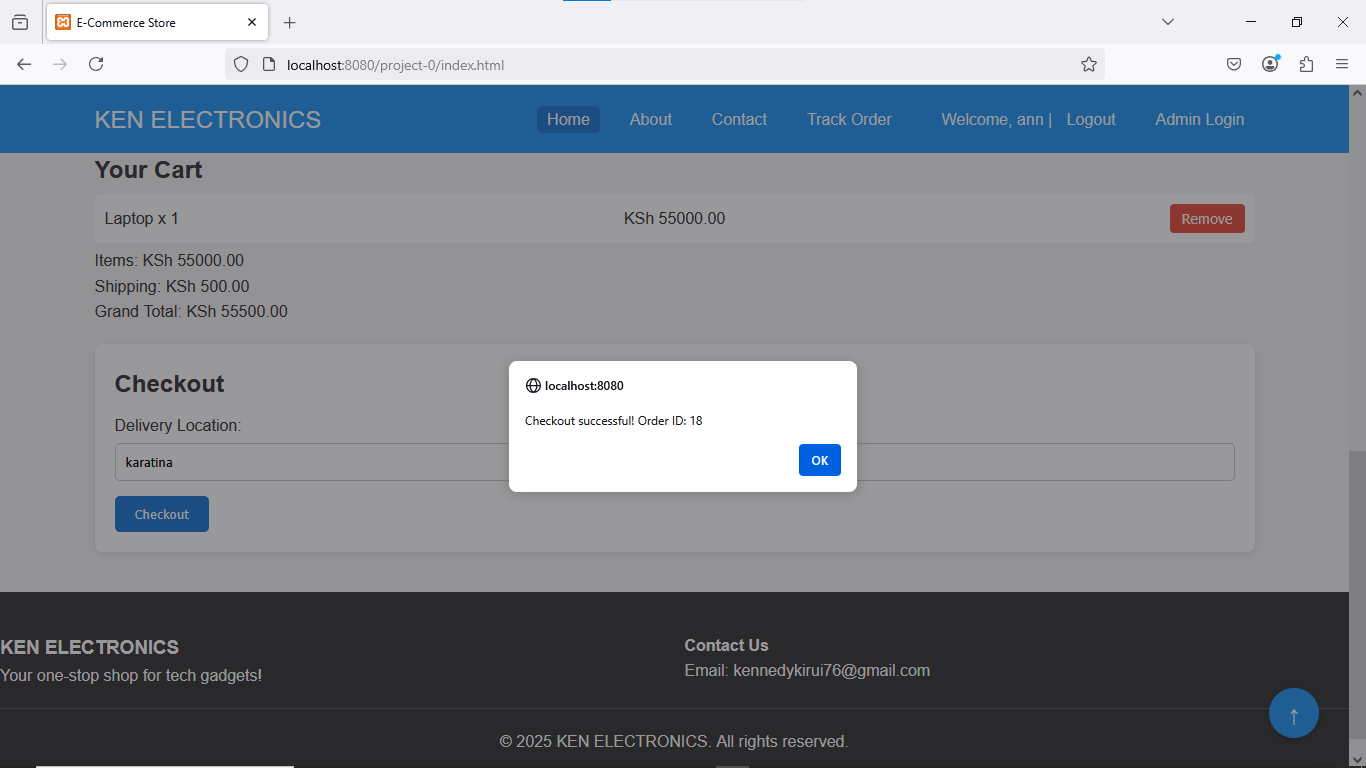 E-Commerce Store
localhost:8080/project-0/index.html
KEN ELECTRONICS Home About Contact Track Order Welcome, ann | Logout Admin Login
Your Cart
Laptop x 1 KSh 55000.00 Remove
Items: KSh 55000.00
Shipping: KSh 500.00
Grand Total: KSh 55500.00
Checkout
Delivery Location:
karatina
Checkout
localhost:8080
Checkout successful! Order ID: 18
OK
KEN ELECTRONICS
Your one-stop shop for tech gadgets!
Contact Us
Email: kennedykirui76@gmail.com
↑
© 2025 KEN ELECTRONICS. All rights reserved.